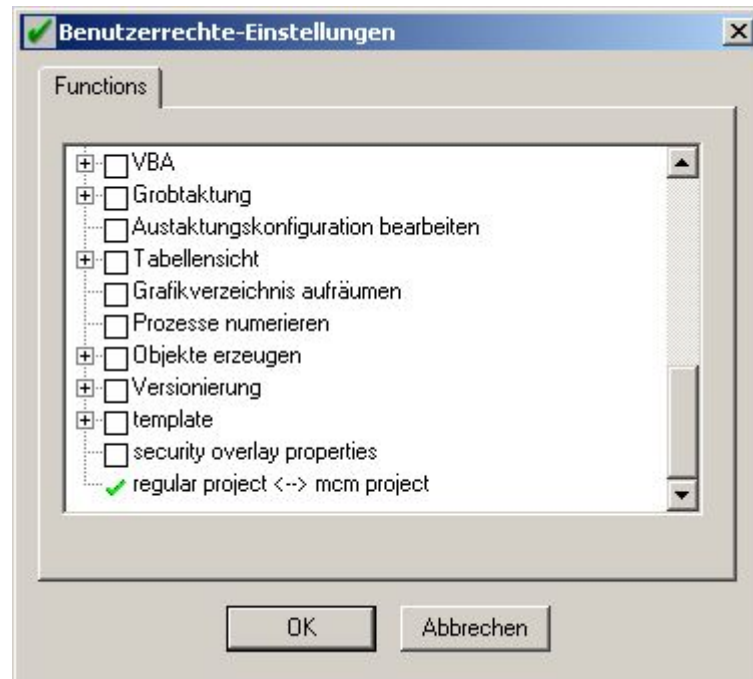 Benutzerrechte-Einstellungen
Functions
VBA
Grobtaktung
Austaktungskonfiguration bearbeiten
Tabellensicht
Grafikverzeichnis aufräumen
Prozesse numerieren
Objekte erzeugen
Versionierung
template
security overlay properties
regular project <--> mcm project
OK
Abbrechen